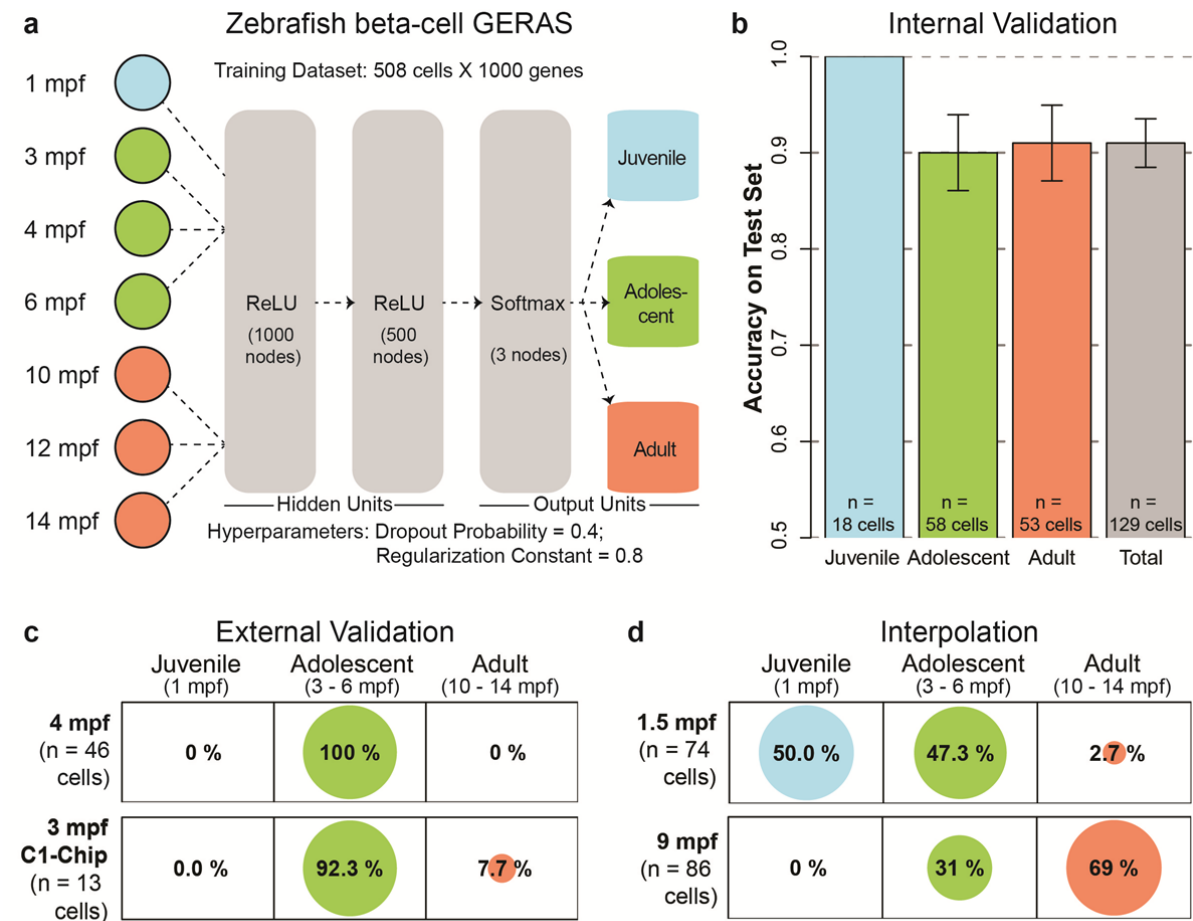 a
Zebrafish beta-cell GERAS
Training Dataset: 508 cells X 1000 genes
1 mpf
3 mpf
4 mpf
6 mpf
10 mpf
12 mpf
14 mpf
ReLU
(1000
nodes)
ReLU
(500
nodes)
Softmax
(3 nodes)
Juvenile
Adoles-
cent
Adult
Hidden Units
Output Units
Hyperparameters: Dropout Probability = 0.4;
Regularization Constant = 0.8
b
Internal Validation
Accuracy on Test Set
1.0
0.9
0.8
0.7
0.6
0.5
n =
18 cells
n =
58 cells
n =
53 cells
n =
129 cells
Juvenile
Adolescent
Adult
Total
c
External Validation
Juvenile
(1 mpf)
Adolescent
(3 - 6 mpf)
Adult
(10 - 14 mpf)
4 mpf
(n = 46
cells)
0 %
100 %
0 %
3 mpf
C1-Chip
(n = 13
cells)
0.0 %
92.3 %
7.7 %
d
Interpolation
Juvenile
(1 mpf)
Adolescent
(3 - 6 mpf)
Adult
(10 - 14 mpf)
1.5 mpf
(n = 74
cells)
50.0 %
47.3 %
2.7 %
9 mpf
(n = 86
cells)
0 %
31 %
69 %